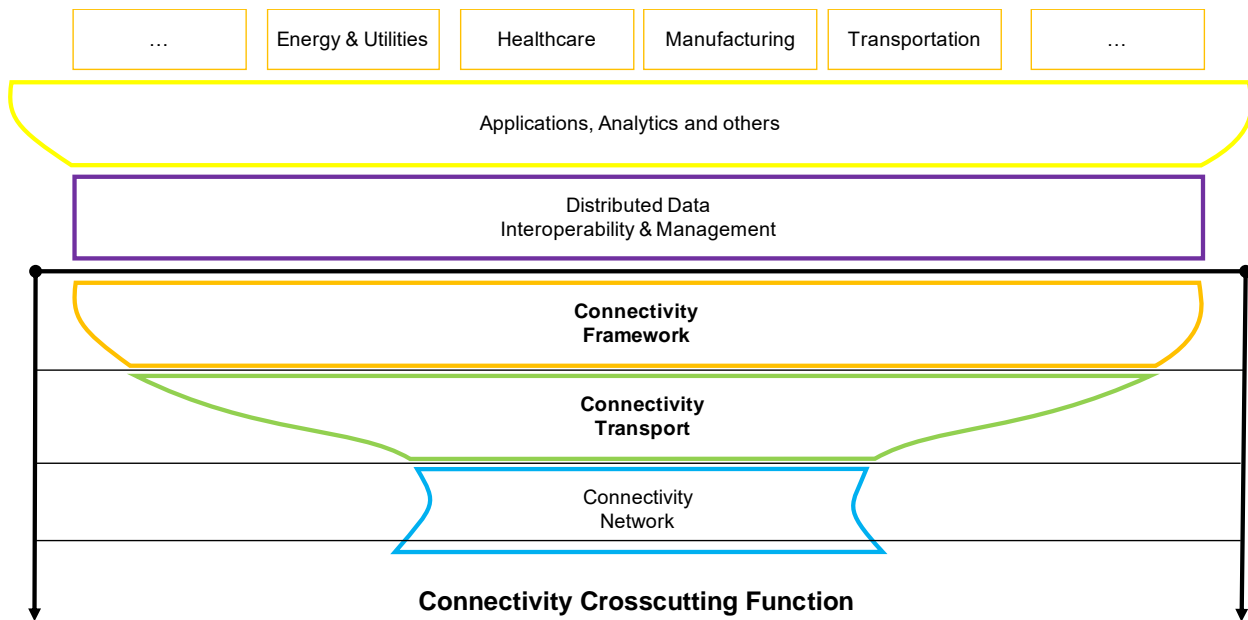 …
Energy & Utilities
Healthcare
Manufacturing
Transportation
…
Applications, Analytics and others
Distributed Data
Interoperability & Management
Connectivity
Framework
Connectivity
Transport
Connectivity
Network
Connectivity Crosscutting Function